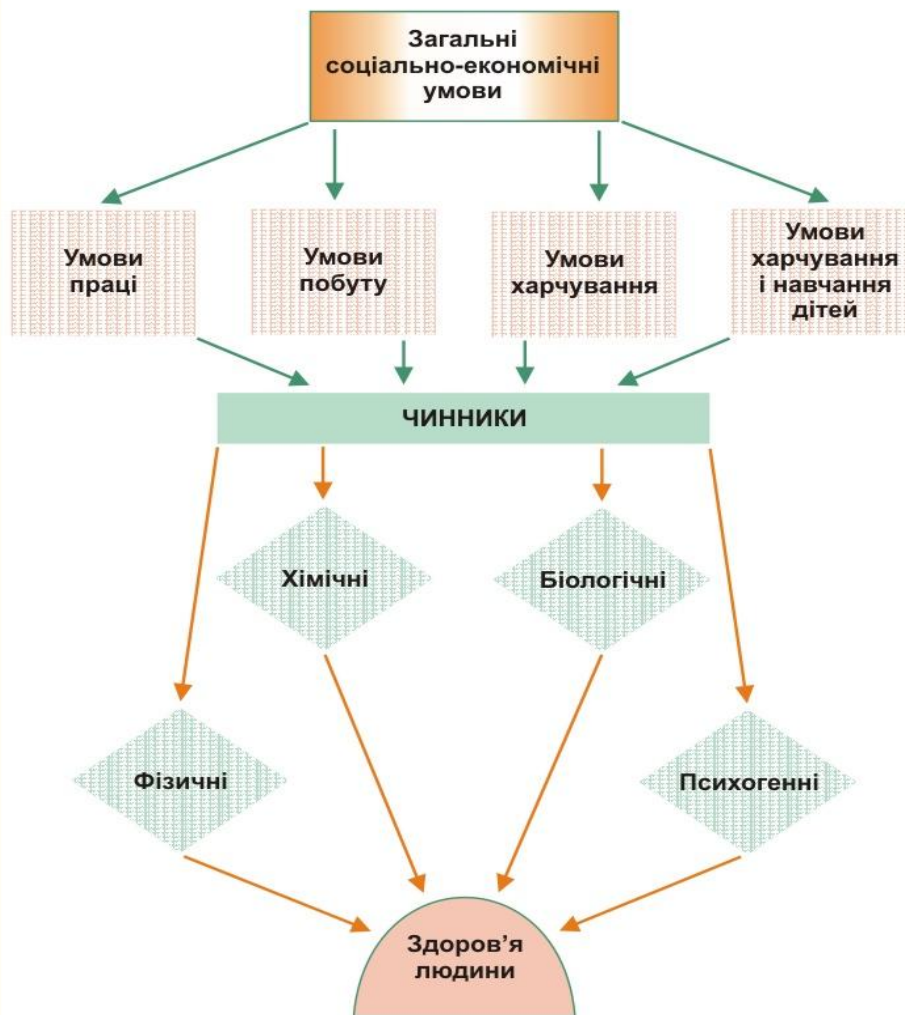 Загальні
соціально-економічні
умови
Умови
праці
Умови
побуту
Умови
харчування
Умови
харчування
і навчання
дітей
ЧИННИКИ
Хімічні
Біологічні
Фізичні
Психогенні
Здоров’я
людини